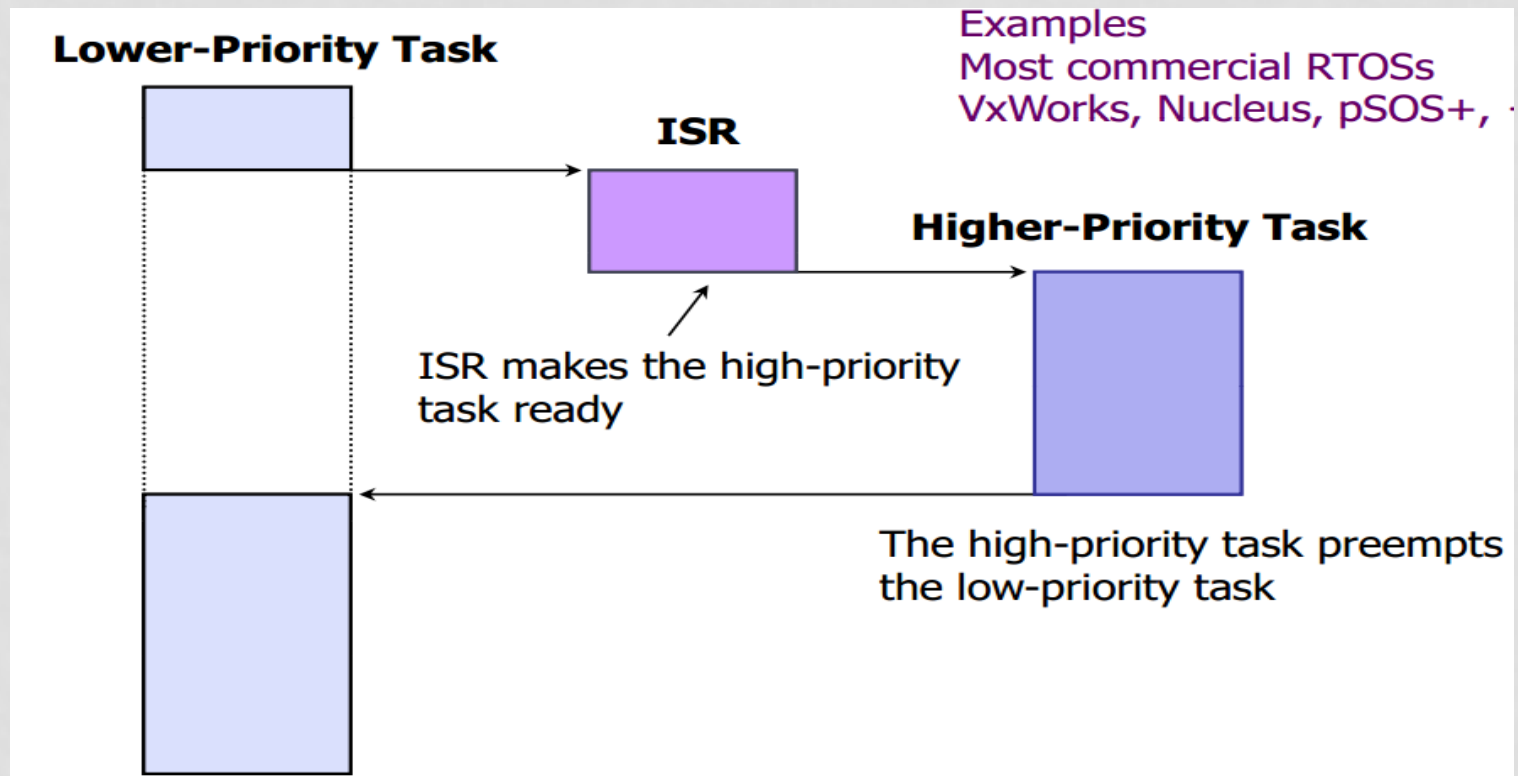 Examples
Most commercial RTOSs
VxWorks, Nucleus, pSOS+,
Lower-Priority Task
ISR
Higher-Priority Task
ISR makes the high-priority
task ready
The high-priority task preempts
the low-priority task